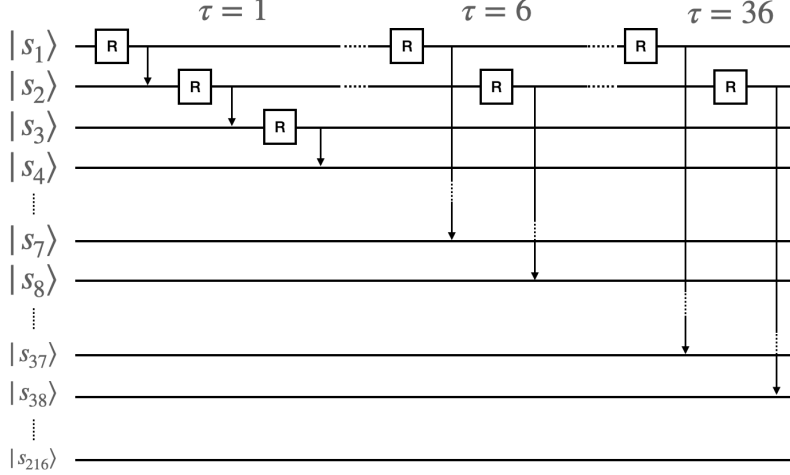 τ = 1 τ = 6 τ = 36
|s₁⟩ R R R
|s₂⟩ R R R
|s₃⟩ R
|s₄⟩
|s₇⟩
|s₈⟩
|s₃₇⟩
|s₃₈⟩
|s₂₁₆⟩